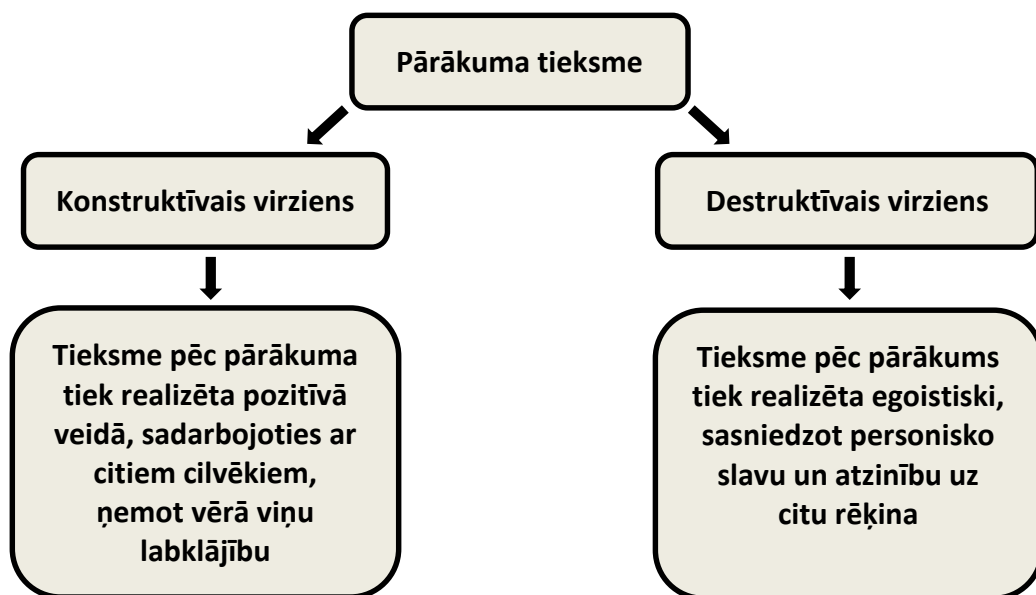 Pārākuma tieksme
Konstruktīvais virziens
Destruktīvais virziens
Tieksme pēc pārākuma
tiek realizēta pozitīvā
veidā, sadarbojoties ar
citiem cilvēkiem,
ņemot vērā viņu
labklājību
Tieksme pēc pārākums
tiek realizēta egoistiski,
sasniedzot personisko
slavu un atzinību uz
citu rēķina